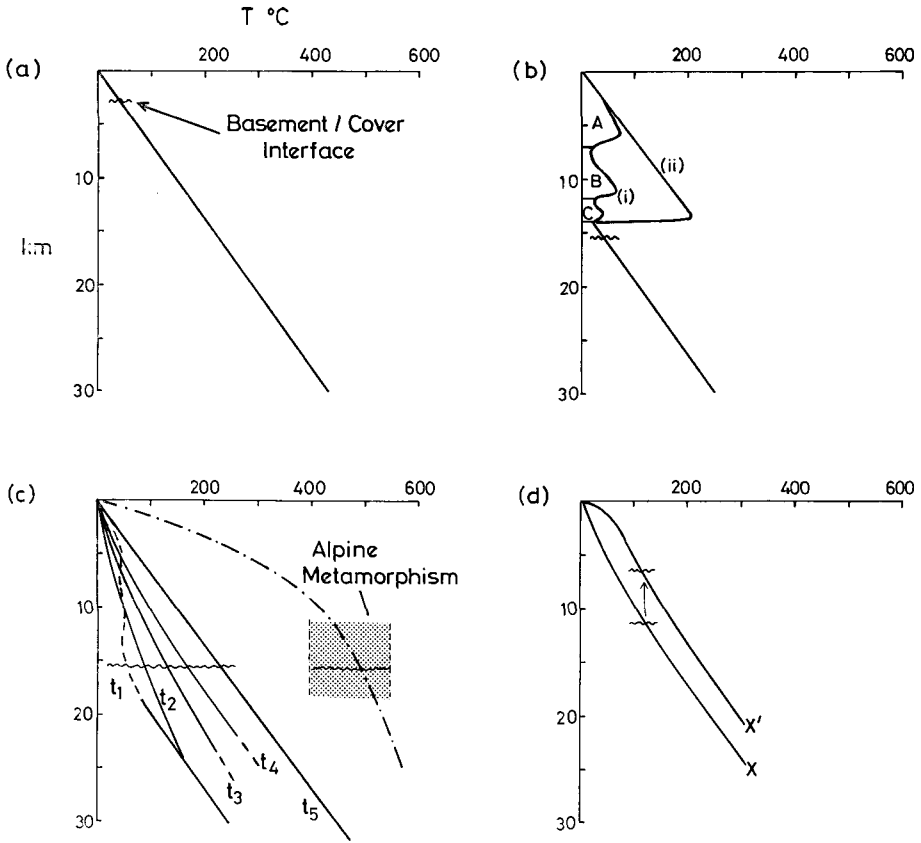 T °C
(a)
200
400
600
Basement / Cover
Interface
10
km
20
30
(b)
200
400
600
A
B
C
(i)
(ii)
10
20
30
(c)
200
400
600
Alpine
Metamorphism
10
20
30
t1
t2
t3
t4
t5
(d)
200
400
600
10
20
30
X'
X